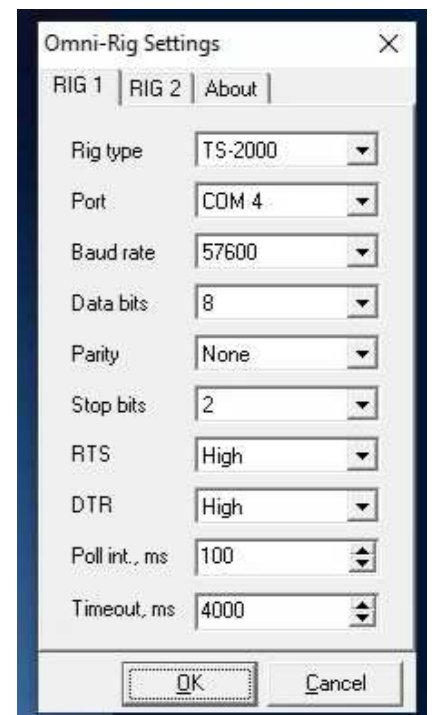 Omni-Rig Settings
RIG 1 RIG 2 About
Rig type TS-2000
Port COM 4
Baud rate 57600
Data bits 8
Parity None
Stop bits 2
RTS High
DTR High
Poll int., ms 100
Timeout, ms 4000
OK Cancel